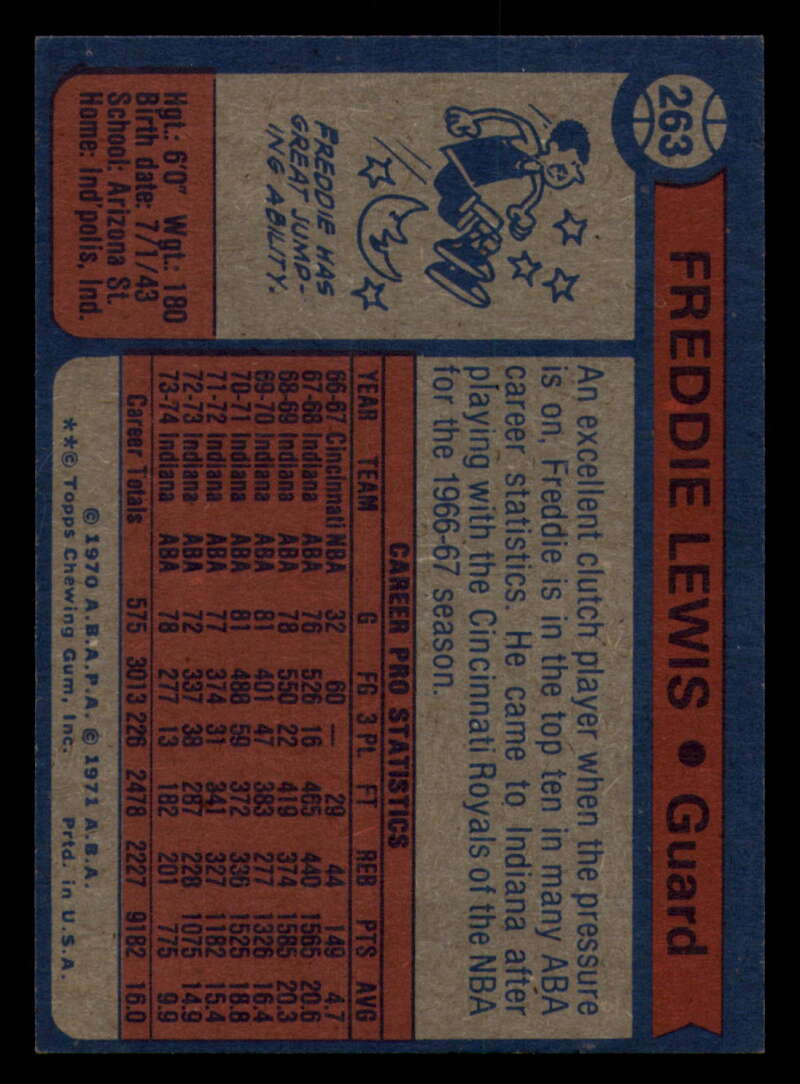 263
FREDDIE LEWIS • Guard
FREDDIE HAS
GREAT JUMP-
ING ABILITY.
Hgt: 6'0" Wgt: 180
Birth date: 7/1/43
School: Arizona St.
Home: Ind'polis, Ind.
An excellent clutch player when the pressure
is on, Freddie is in the top ten in many ABA
career statistics. He came to Indiana after
playing with the Cincinnati Royals of the NBA
for the 1966-67 season.
CAREER PRO STATISTICS
YEAR TEAM G FG 3 PL FT REB PTS AVG
66-67 Cincinnati NBA 32 60 — 29 44 149 4.7
67-68 Indiana ABA 76 526 16 465 440 1565 20.6
68-69 Indiana ABA 78 550 22 419 374 1585 20.3
69-70 Indiana ABA 81 401 47 383 277 1326 16.4
70-71 Indiana ABA 81 488 59 372 336 1525 18.8
71-72 Indiana ABA 77 374 31 341 327 1182 15.4
72-73 Indiana ABA 72 337 38 287 228 1075 14.9
73-74 Indiana ABA 78 277 13 182 201 775 9.9
Career Totals 575 3013 226 2478 2227 9182 16.0
© 1970 A.B.A.P.A. © 1971 A.B.A.
**© Topps Chewing Gum, Inc. Prtd. in U.S.A.